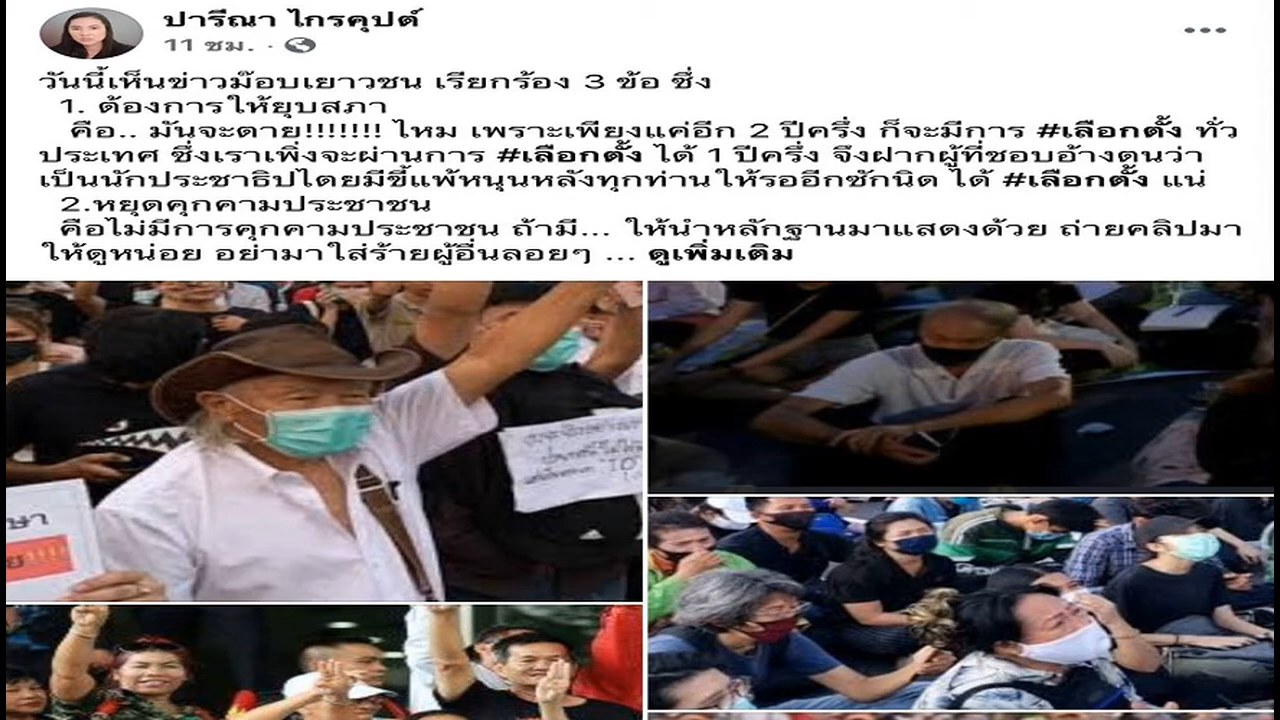 ปารีณา ไกรคุปต์
11 ชม. ·
วันนี้เห็นข่าวม๊อบเยาวชน เรียกร้อง 3 ข้อ ซึ่ง
1. ต้องการให้ยุบสภา
คือ.. มันจะตาย!!!!!!! ไหม เพราะเพียงแค่อีก 2 ปีครึ่ง ก็จะมีการ #เลือกตั้ง ทั่ว
ประเทศ ซึ่งเราเพิ่งจะผ่านการ #เลือกตั้ง ได้ 1 ปีครึ่ง จึงฝากผู้ที่ชอบอ้างตนว่า
เป็นนักประชาธิปไตยมีขี้แพ้หนุนหลังทุกท่านให้รออีกซักนิด ได้ #เลือกตั้ง แน่
2.หยุดคุกคามประชาชน
คือไม่มีการคุกคามประชาชน ถ้ามี... ให้นำหลักฐานมาแสดงด้วย ถ่ายคลิปมา
ให้ดูหน่อย อย่ามาใส่ร้ายผู้อื่นลอยๆ ... ดูเพิ่มเติม